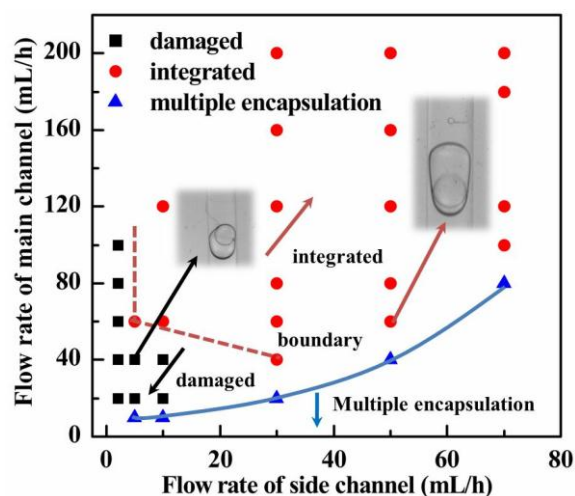 damaged
integrated
multiple encapsulation
Flow rate of main channel (mL/h)
200
160
120
80
40
0
integrated
boundary
damaged
Multiple encapsulation
0 20 40 60 80
Flow rate of side channel (mL/h)